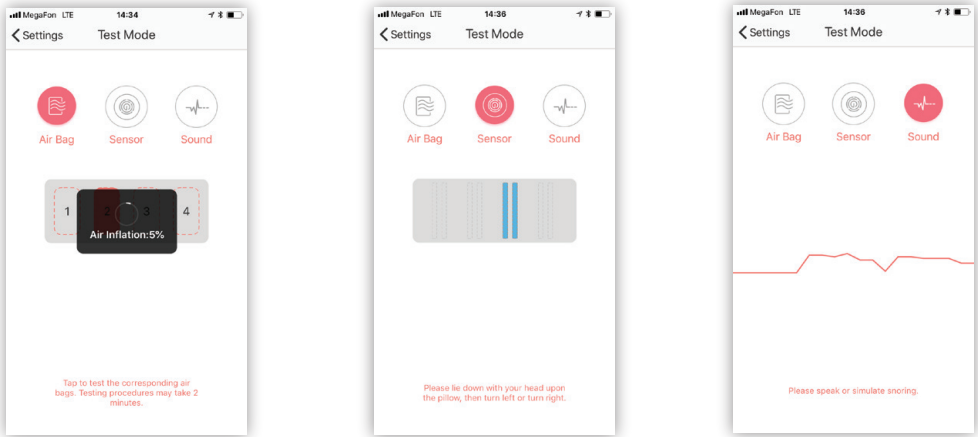 MegaFon LTE 14:34
Settings Test Mode
Air Bag Sensor Sound
1 2 3 4
Air Inflation:5%
Tap to test the corresponding air
bags. Testing procedures may take 2
minutes.
MegaFon LTE 14:36
Settings Test Mode
Air Bag Sensor Sound
Please lie down with your head upon
the pillow, then turn left or turn right.
MegaFon LTE 14:36
Settings Test Mode
Air Bag Sensor Sound
Please speak or simulate snoring.